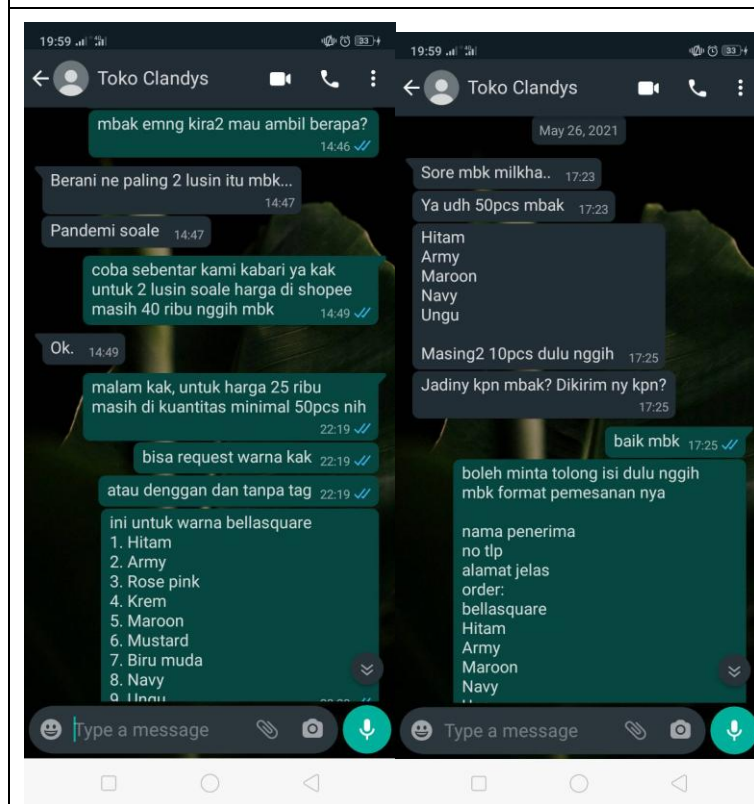 19:59
33
Toko Clandys
mbak emng kira2 mau ambil berapa?
14:46
Berani ne paling 2 lusin itu mbk...
14:47
Pandemi soale 14:47
coba sebentar kami kabari ya kak
untuk 2 lusin soale harga di shopee
masih 40 ribu nggih mbk 14:49
Ok. 14:49
malam kak, untuk harga 25 ribu
masih di kuantitas minimal 50pcs nih
22:19
bisa request warna kak 22:19
atau denggan dan tanpa tag 22:19
ini untuk warna bellasquare
1. Hitam
2. Army
3. Rose pink
4. Krem
5. Maroon
6. Mustard
7. Biru muda
8. Navy
9. Ungu
Type a message
19:59
33
Toko Clandys
May 26, 2021
Sore mbk milkha.. 17:23
Ya udh 50pcs mbak 17:23
Hitam
Army
Maroon
Navy
Ungu
Masing2 10pcs dulu nggih 17:25
Jadiny kpn mbak? Dikirim ny kpn?
17:25
baik mbk 17:25
boleh minta tolong isi dulu nggih
mbk format pemesanan nya
nama penerima
no tlp
alamat jelas
order:
bellasquare
Hitam
Army
Maroon
Navy
Type a message